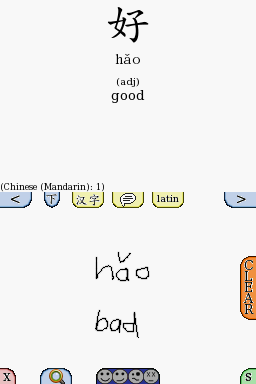 好
hǎo
(adj)
good
(Chinese (Mandarin): 1)
< 下 汉字 latin >
hǎo
CLEAR
bad
X S